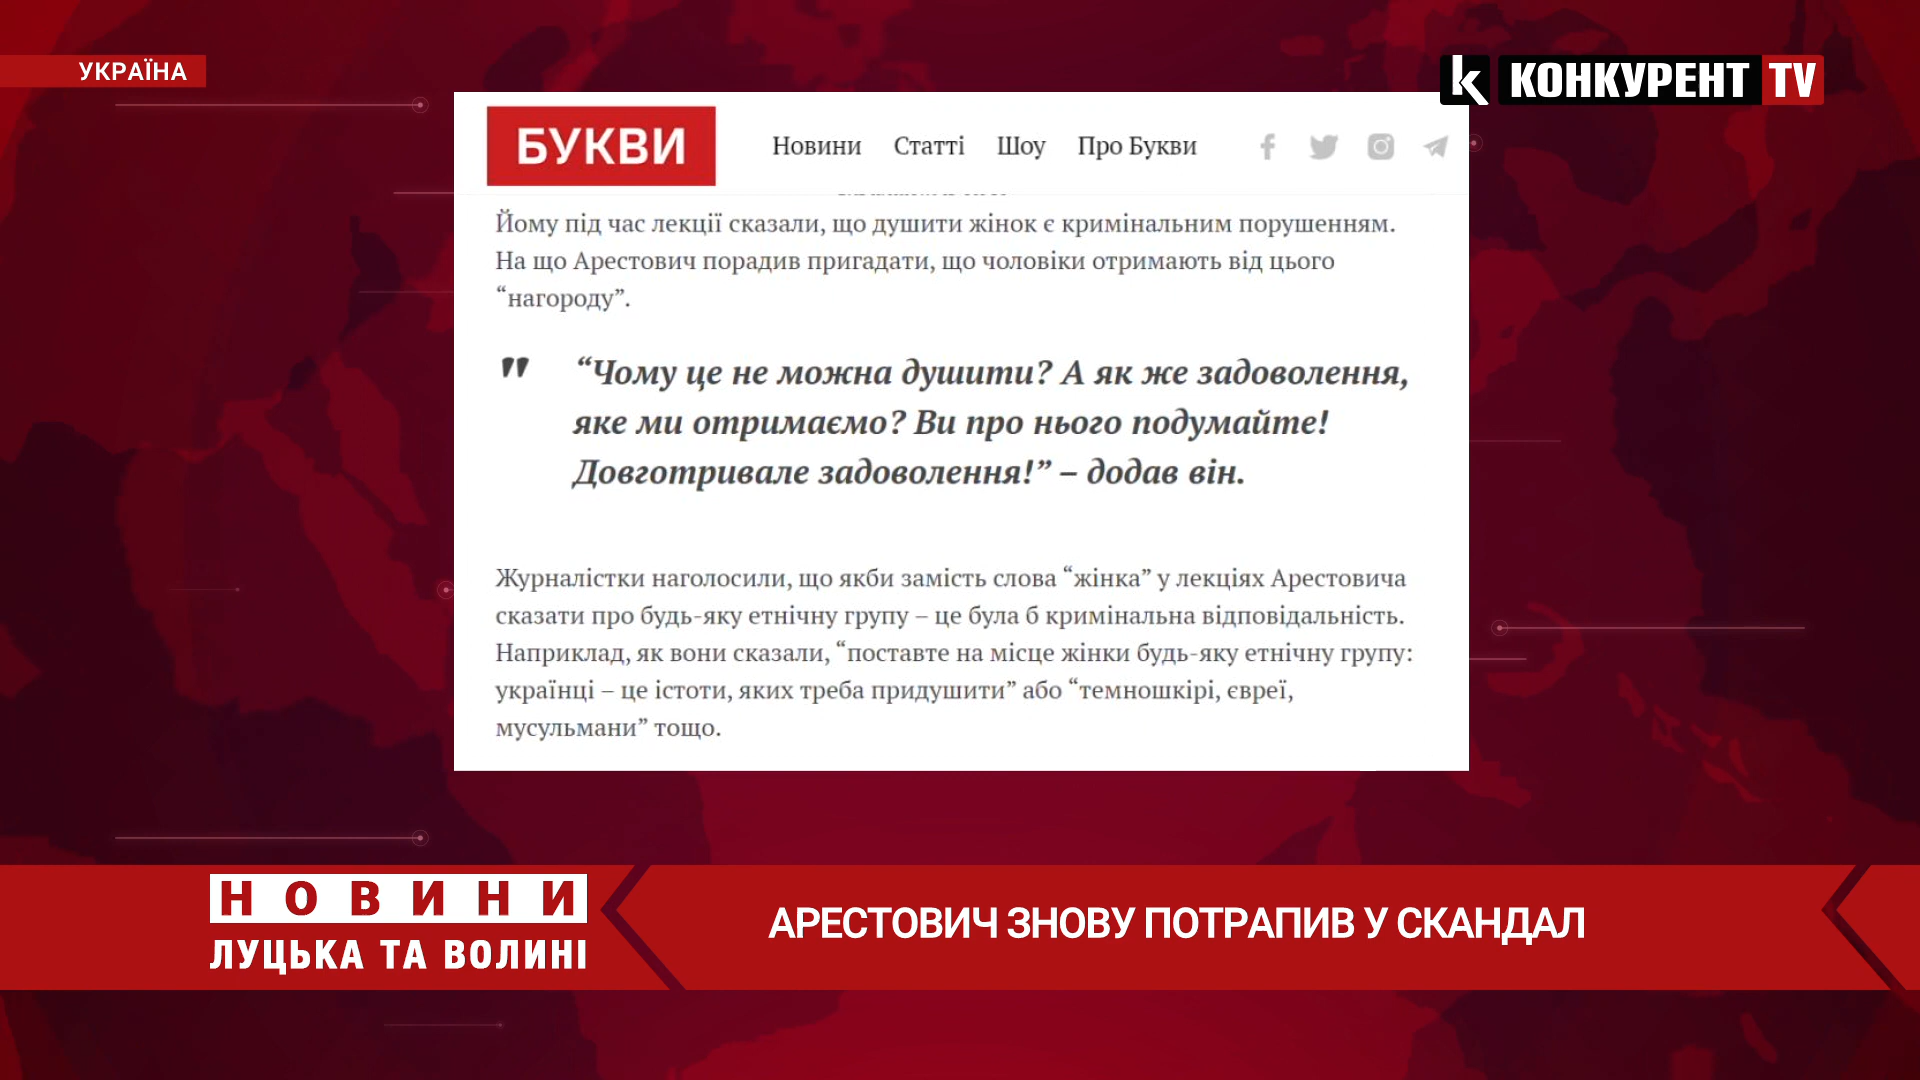 УКРАЇНА
k КОНКУРЕНТ TV
БУКВИ
Новини Статті Шоу Про Букви
Йому під час лекції сказали, що душити жінок є кримінальним порушенням.
На що Арестович порадив пригадати, що чоловіки отримають від цього
“нагороду”.
" “Чому це не можна душити? А як же задоволення,
яке ми отримаємо? Ви про нього подумайте!
Довготривале задоволення!” – додав він.
Журналістки наголосили, що якби замість слова “жінка” у лекціях Арестовича
сказати про будь-яку етнічну групу – це була б кримінальна відповідальність.
Наприклад, як вони сказали, “поставте на місце жінки будь-яку етнічну групу:
українці – це істоти, яких треба придушити” або “темношкірі, євреї,
мусульмани” тощо.
НОВИНИ
ЛУЦЬКА ТА ВОЛИНІ
АРЕСТОВИЧ ЗНОВУ ПОТРАПИВ У СКАНДАЛ